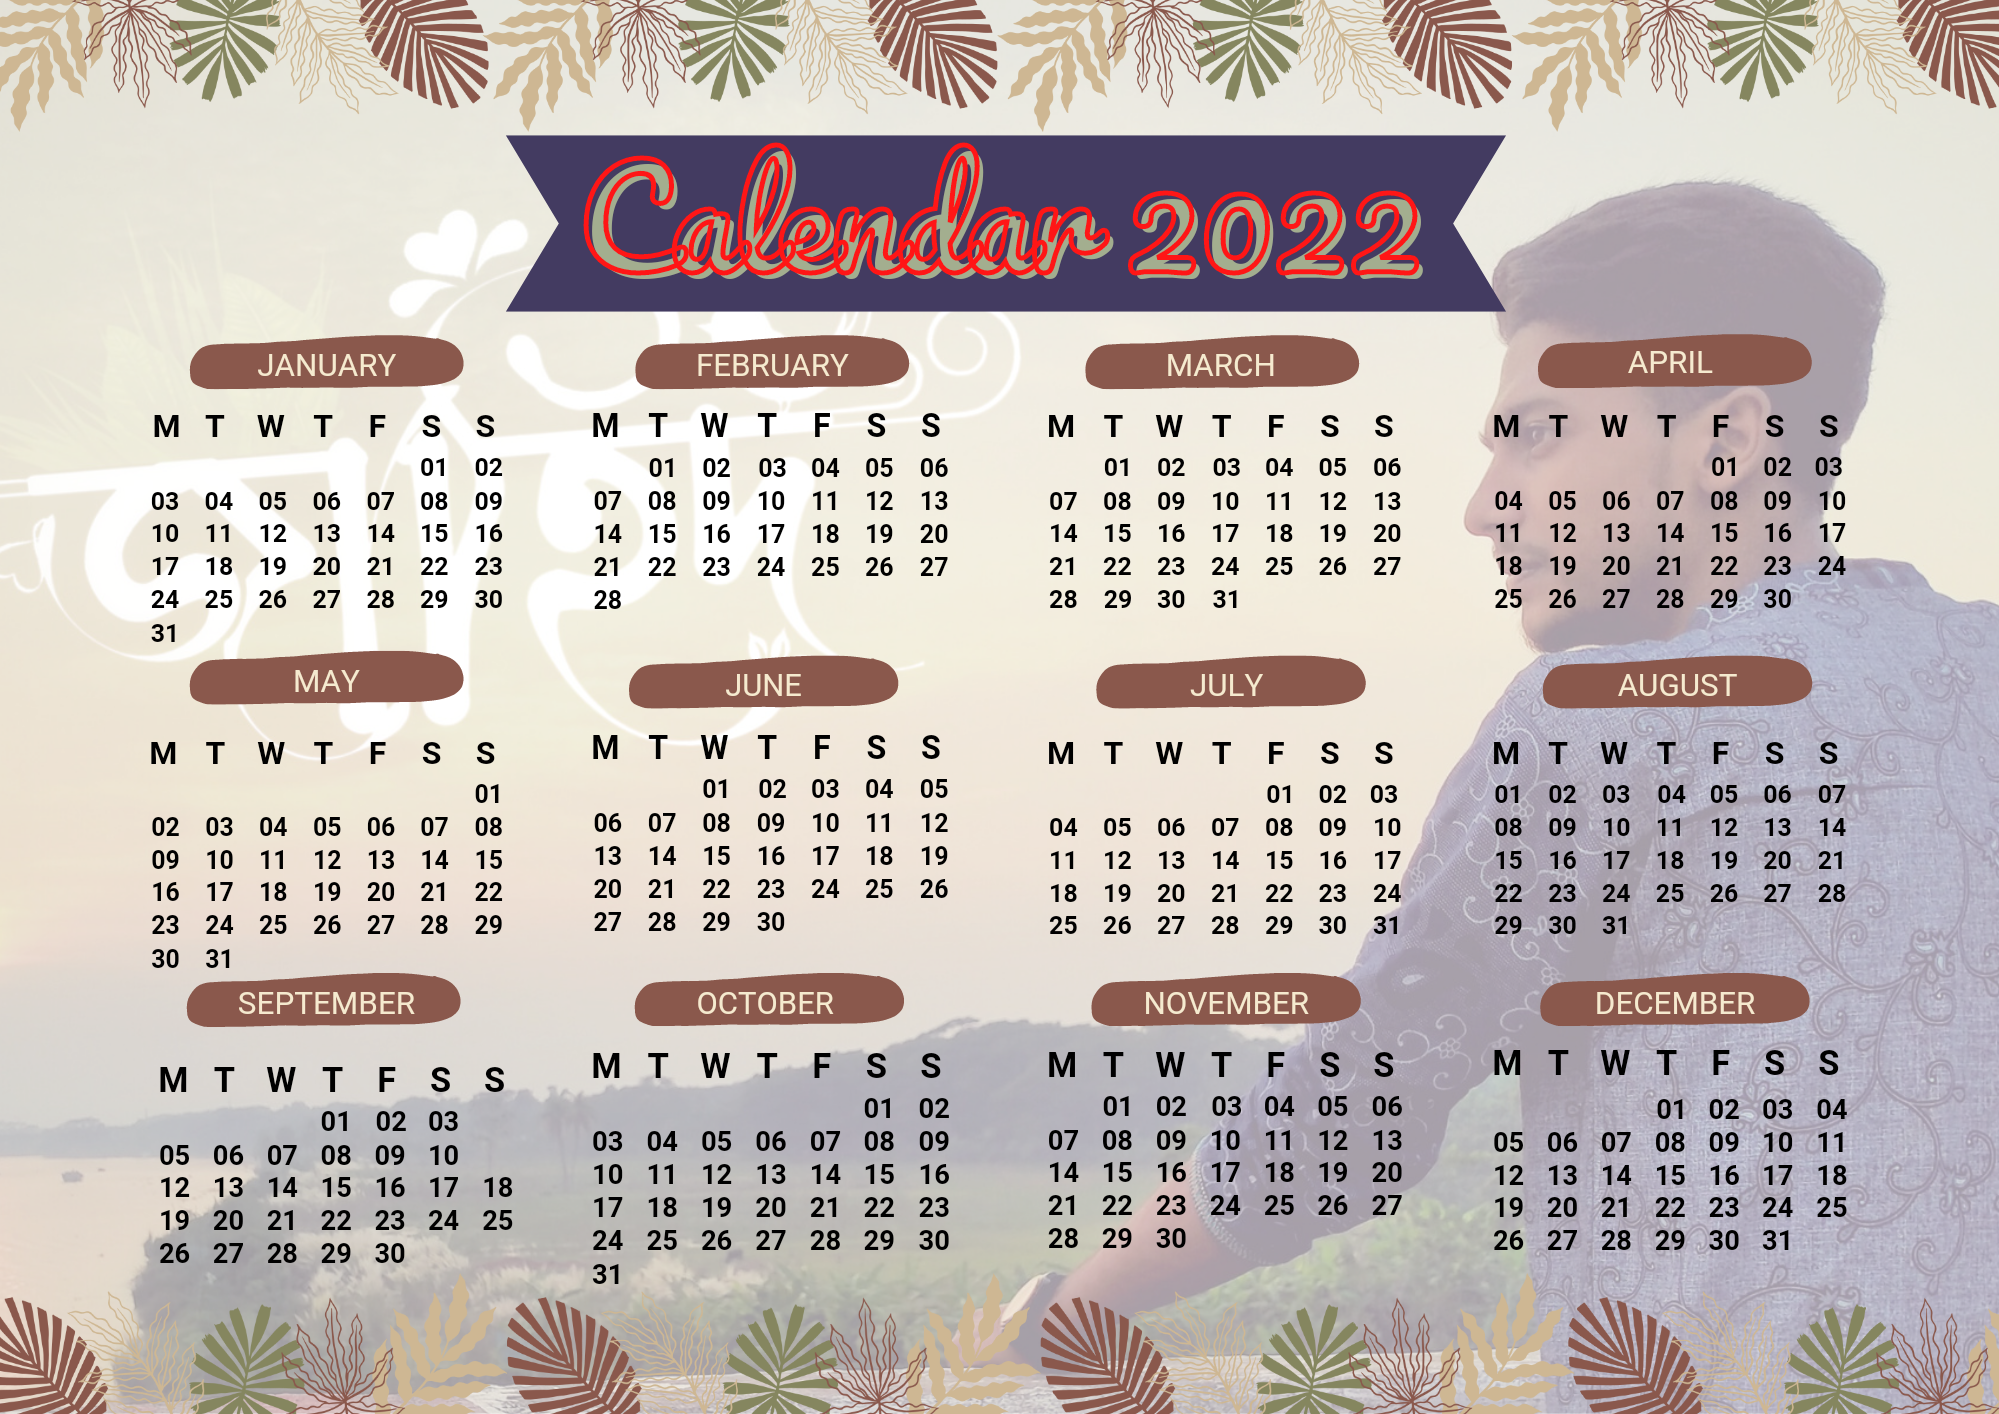 Calendar 2022
JANUARY
M T W T F S S
01 02
03 04 05 06 07 08 09
10 11 12 13 14 15 16
17 18 19 20 21 22 23
24 25 26 27 28 29 30
31
FEBRUARY
M T W T F S S
01 02 03 04 05 06
07 08 09 10 11 12 13
14 15 16 17 18 19 20
21 22 23 24 25 26 27
28
MARCH
M T W T F S S
01 02 03 04 05 06
07 08 09 10 11 12 13
14 15 16 17 18 19 20
21 22 23 24 25 26 27
28 29 30 31
APRIL
M T W T F S S
01 02 03
04 05 06 07 08 09 10
11 12 13 14 15 16 17
18 19 20 21 22 23 24
25 26 27 28 29 30
MAY
M T W T F S S
01
02 03 04 05 06 07 08
09 10 11 12 13 14 15
16 17 18 19 20 21 22
23 24 25 26 27 28 29
30 31
JUNE
M T W T F S S
01 02 03 04 05
06 07 08 09 10 11 12
13 14 15 16 17 18 19
20 21 22 23 24 25 26
27 28 29 30
JULY
M T W T F S S
01 02 03
04 05 06 07 08 09 10
11 12 13 14 15 16 17
18 19 20 21 22 23 24
25 26 27 28 29 30 31
AUGUST
M T W T F S S
01 02 03 04 05 06 07
08 09 10 11 12 13 14
15 16 17 18 19 20 21
22 23 24 25 26 27 28
29 30 31
SEPTEMBER
M T W T F S S
01 02 03
05 06 07 08 09 10
12 13 14 15 16 17 18
19 20 21 22 23 24 25
26 27 28 29 30
OCTOBER
M T W T F S S
01 02
03 04 05 06 07 08 09
10 11 12 13 14 15 16
17 18 19 20 21 22 23
24 25 26 27 28 29 30
31
NOVEMBER
M T W T F S S
01 02 03 04 05 06
07 08 09 10 11 12 13
14 15 16 17 18 19 20
21 22 23 24 25 26 27
28 29 30
DECEMBER
M T W T F S S
01 02 03 04
05 06 07 08 09 10 11
12 13 14 15 16 17 18
19 20 21 22 23 24 25
26 27 28 29 30 31